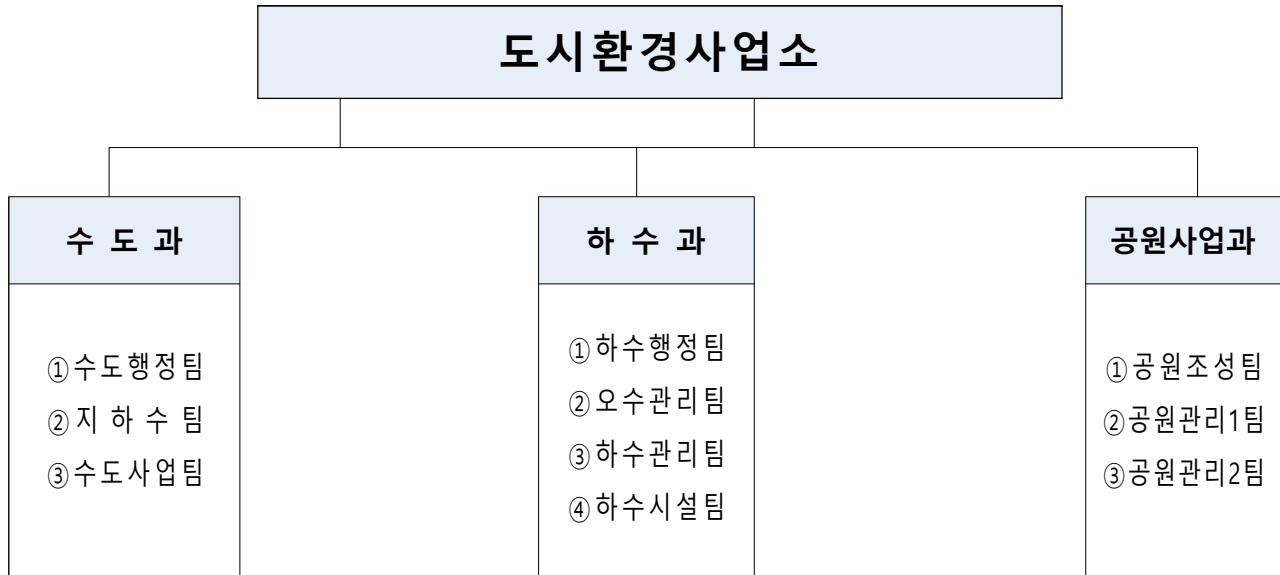 도시환경사업소
수 도 과
①수도행정팀
②지 하 수 팀
③수도사업팀
하 수 과
①하수행정팀
②오수관리팀
③하수관리팀
④하수시설팀
공원사업과
①공원조성팀
②공원관리1팀
③공원관리2팀